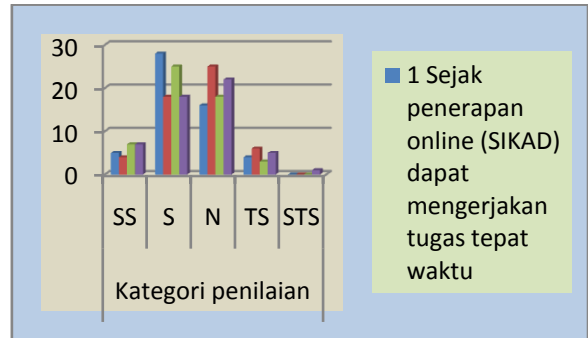 30
20
10
0
SS S N TS STS
Kategori penilaian
1 Sejak
penerapan
online (SIKAD)
dapat
mengerjakan
tugas tepat
waktu